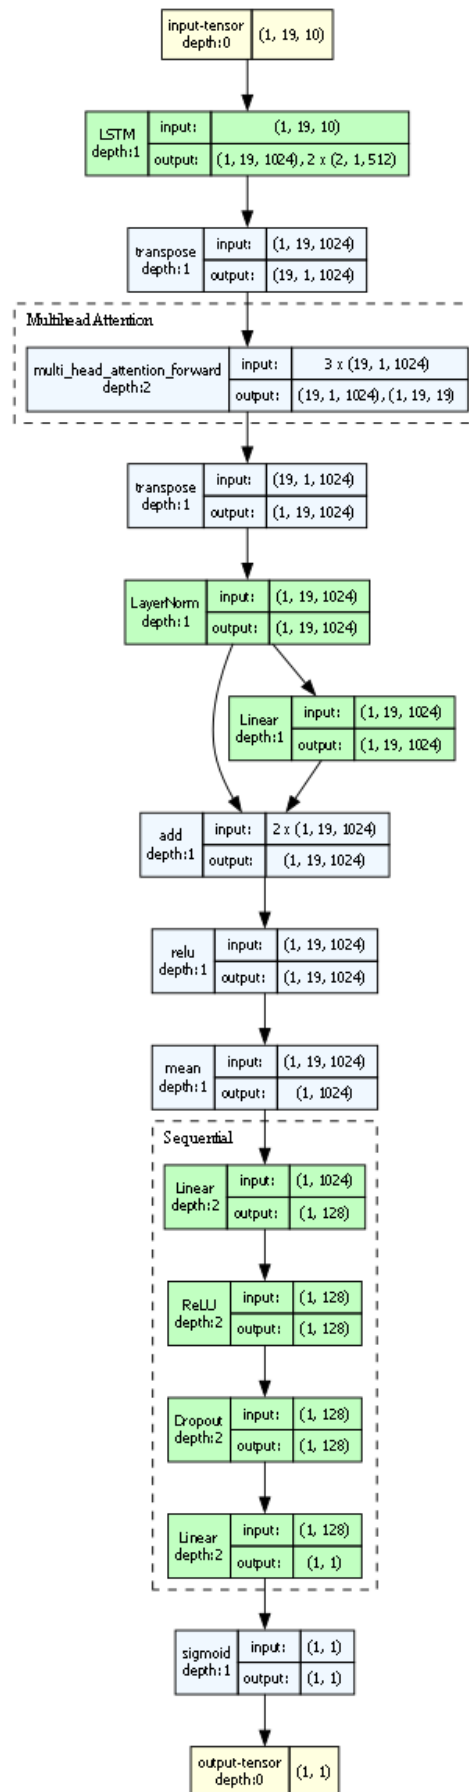 input-tensor
depth:0
(1, 19, 10)
LSTM
depth:1
input:
(1, 19, 10)
output:
(1, 19, 1024), 2 x (2, 1, 512)
transpose
depth:1
input:
(1, 19, 1024)
output:
(19, 1, 1024)
MultiheadAttention
multi_head_attention_forward
depth:2
input:
3 x (19, 1, 1024)
output:
(19, 1, 1024), (1, 19, 19)
transpose
depth:1
input:
(19, 1, 1024)
output:
(1, 19, 1024)
LayerNorm
depth:1
input:
(1, 19, 1024)
output:
(1, 19, 1024)
Linear
depth:1
input:
(1, 19, 1024)
output:
(1, 19, 1024)
add
depth:1
input:
2 x (1, 19, 1024)
output:
(1, 19, 1024)
relu
depth:1
input:
(1, 19, 1024)
output:
(1, 19, 1024)
mean
depth:1
input:
(1, 19, 1024)
output:
(1, 1024)
Sequential
Linear
depth:2
input:
(1, 1024)
output:
(1, 128)
ReLU
depth:2
input:
(1, 128)
output:
(1, 128)
Dropout
depth:2
input:
(1, 128)
output:
(1, 128)
Linear
depth:2
input:
(1, 128)
output:
(1, 1)
sigmoid
depth:1
input:
(1, 1)
output:
(1, 1)
output-tensor
depth:0
(1, 1)